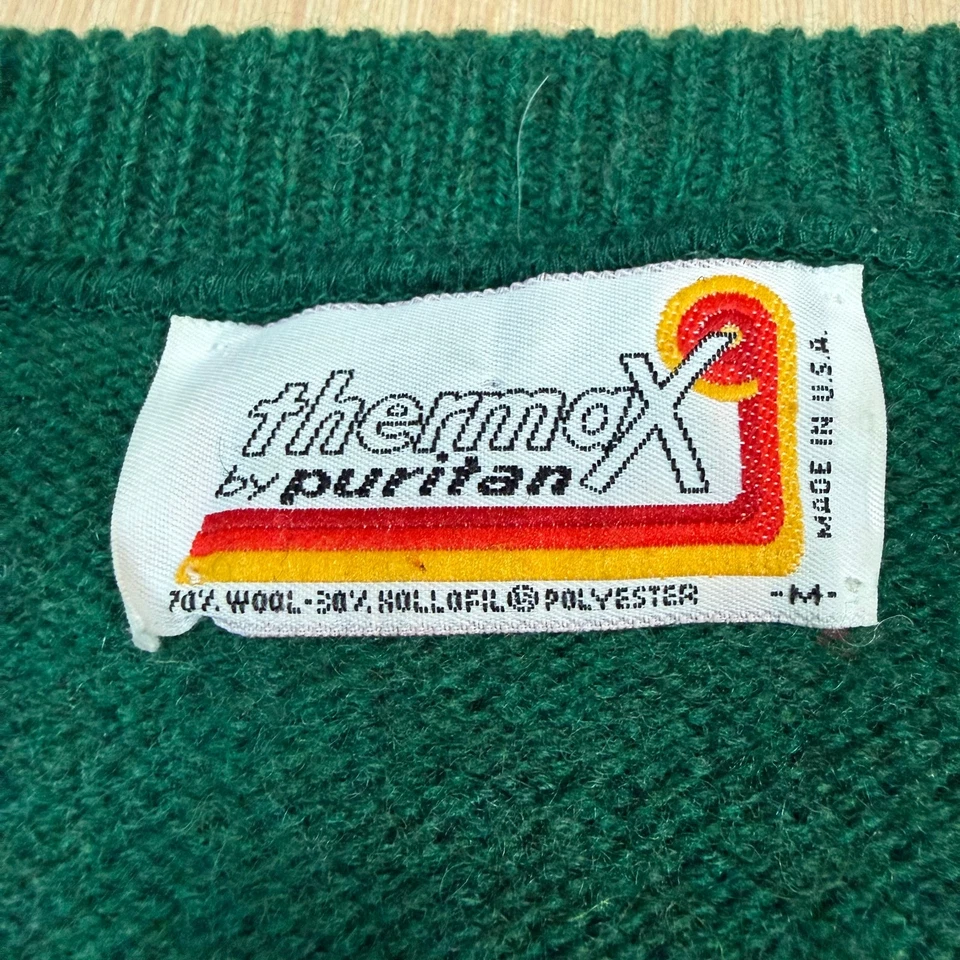 thermoX
by puritan
MADE IN U.S.A.
70% WOOL-30% HOLLOFIL® POLYESTER
-M-